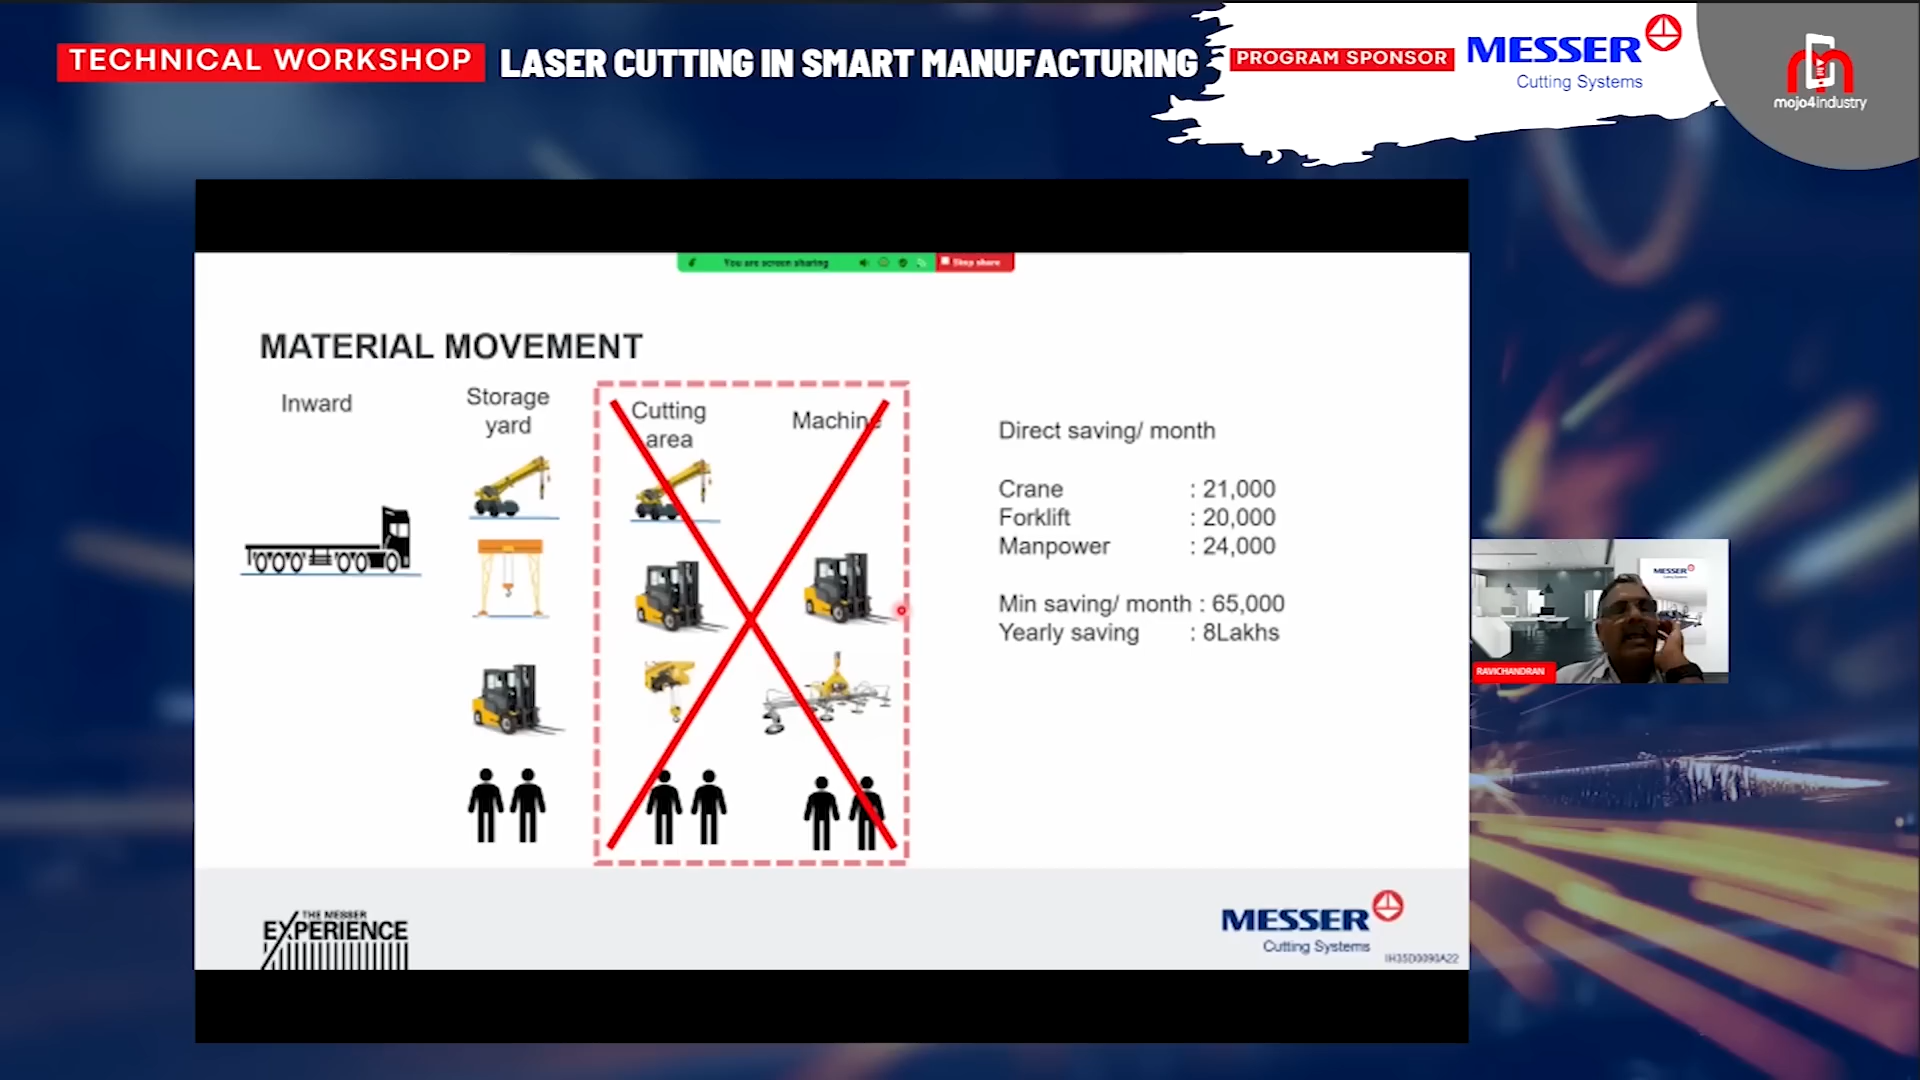 TECHNICAL WORKSHOP
LASER CUTTING IN SMART MANUFACTURING
PROGRAM SPONSOR
MESSER
Cutting Systems
mojo4industry
You are screen sharing
Stop share
MATERIAL MOVEMENT
Inward
Storage
yard
Cutting
area
Machine
Direct saving/ month
Crane : 21,000
Forklift : 20,000
Manpower : 24,000
Min saving/ month : 65,000
Yearly saving : 8Lakhs
MESSER
RAVICHANDRAN
THE MESSER
EXPERIENCE
MESSER
Cutting Systems